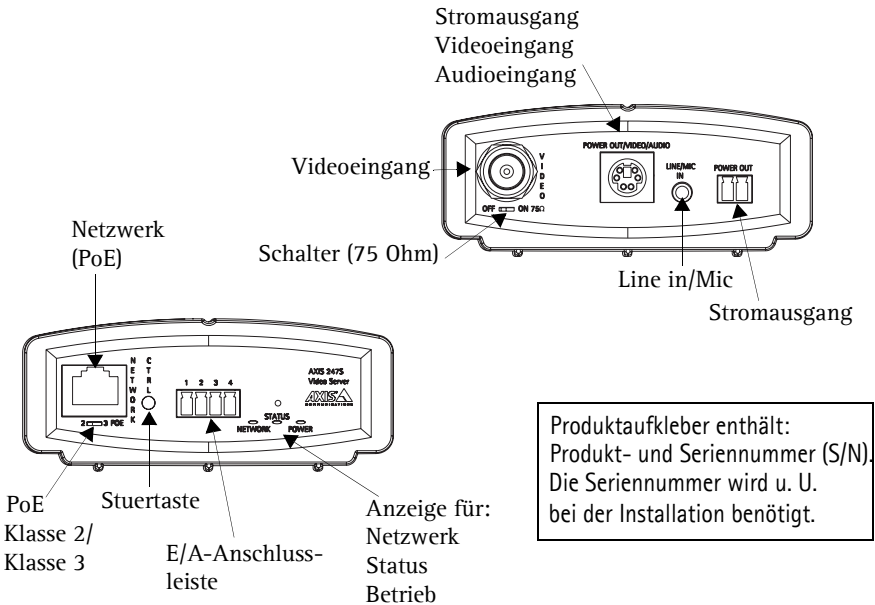 Stromausgang
Videoeingang
Audioeingang
POWER OUT/VIDEO/AUDIO
VIDEO
LINE/MIC
IN
POWER OUT
Videoeingang
OFF ON 75Ω
Netzwerk
(PoE)
Schalter (75 Ohm)
Line in/Mic
Stromausgang
NETWORK
CTRL
1 2 3 4
AXIS 247S
Video Server
AXIS
COMMUNICATIONS
2 3 POE
STATUS
NETWORK POWER
Produktaufkleber enthält:
Produkt- und Seriennummer (S/N).
Die Seriennummer wird u. U.
bei der Installation benötigt.
PoE
Klasse 2/
Klasse 3
Stuertaste
E/A-Anschluss-
leiste
Anzeige für:
Netzwerk
Status
Betrieb